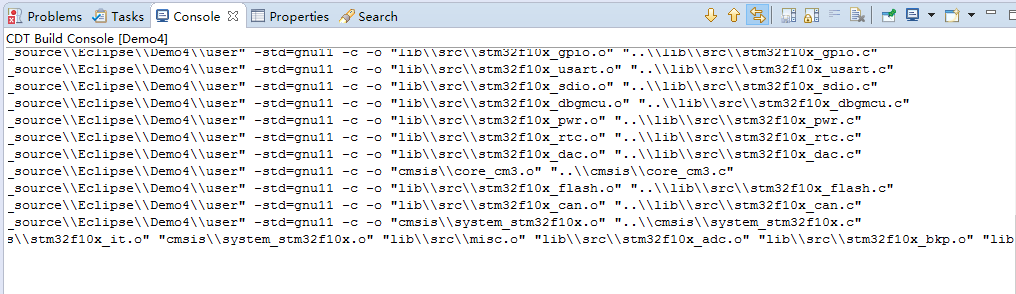 Problems Tasks Console Properties Search
CDT Build Console [Demo4]
_source\\Eclipse\\Demo4\\user" -std=gnu11 -c -o "lib\\src\\stm32f10x_gpio.o" "..\\lib\\src\\stm32f10x_gpio.c"
_source\\Eclipse\\Demo4\\user" -std=gnu11 -c -o "lib\\src\\stm32f10x_usart.o" "..\\lib\\src\\stm32f10x_usart.c"
_source\\Eclipse\\Demo4\\user" -std=gnu11 -c -o "lib\\src\\stm32f10x_sdio.o" "..\\lib\\src\\stm32f10x_sdio.c"
_source\\Eclipse\\Demo4\\user" -std=gnu11 -c -o "lib\\src\\stm32f10x_dbgmcu.o" "..\\lib\\src\\stm32f10x_dbgmcu.c"
_source\\Eclipse\\Demo4\\user" -std=gnu11 -c -o "lib\\src\\stm32f10x_pwr.o" "..\\lib\\src\\stm32f10x_pwr.c"
_source\\Eclipse\\Demo4\\user" -std=gnu11 -c -o "lib\\src\\stm32f10x_rtc.o" "..\\lib\\src\\stm32f10x_rtc.c"
_source\\Eclipse\\Demo4\\user" -std=gnu11 -c -o "lib\\src\\stm32f10x_dac.o" "..\\lib\\src\\stm32f10x_dac.c"
_source\\Eclipse\\Demo4\\user" -std=gnu11 -c -o "cmsis\\core_cm3.o" "..\\cmsis\\core_cm3.c"
_source\\Eclipse\\Demo4\\user" -std=gnu11 -c -o "lib\\src\\stm32f10x_flash.o" "..\\lib\\src\\stm32f10x_flash.c"
_source\\Eclipse\\Demo4\\user" -std=gnu11 -c -o "lib\\src\\stm32f10x_can.o" "..\\lib\\src\\stm32f10x_can.c"
_source\\Eclipse\\Demo4\\user" -std=gnu11 -c -o "cmsis\\system_stm32f10x.o" "..\\cmsis\\system_stm32f10x.c"
s\\stm32f10x_it.o" "cmsis\\system_stm32f10x.o" "lib\\src\\misc.o" "lib\\src\\stm32f10x_adc.o" "lib\\src\\stm32f10x_bkp.o" "lib